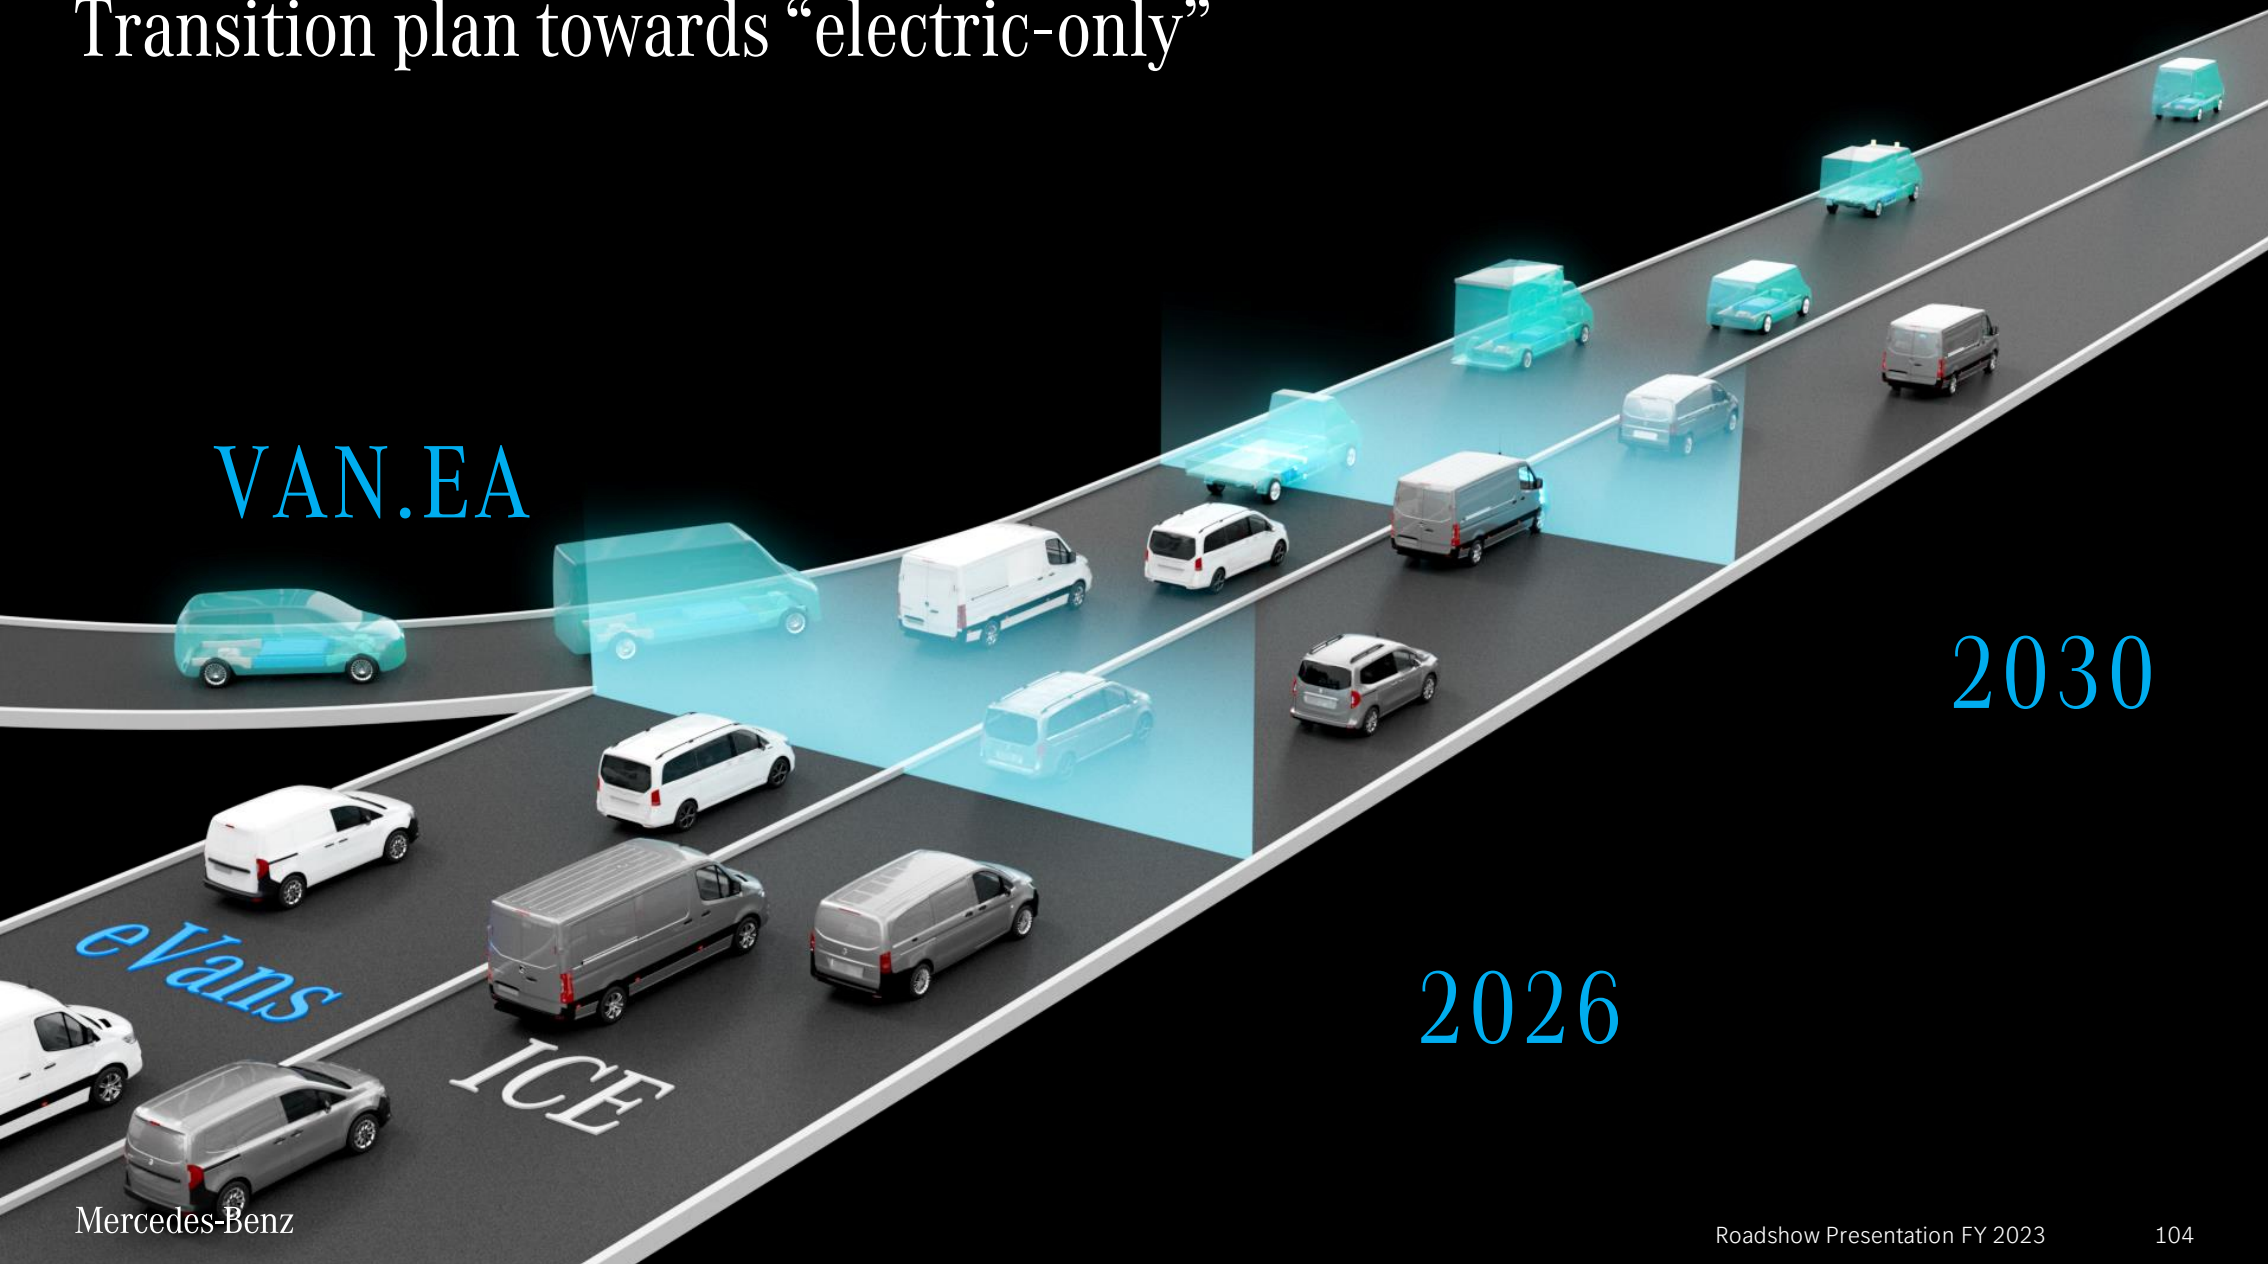 Transition plan towards “electric-only”
VAN.EA
2030
eVans
2026
ICE
Mercedes-Benz
Roadshow Presentation FY 2023
104